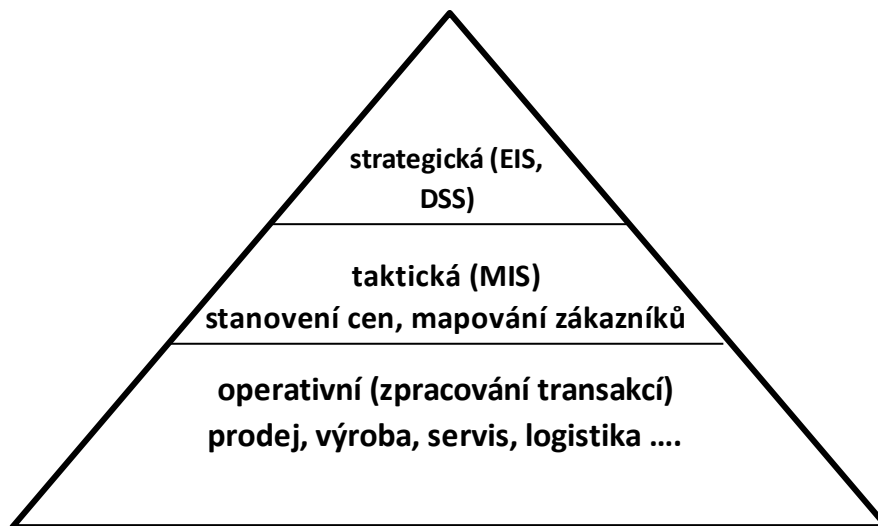 strategická (EIS,
DSS)
taktická (MIS)
stanovení cen, mapování zákazníků
operativní (zpracování transakcí)
prodej, výroba, servis, logistika ....